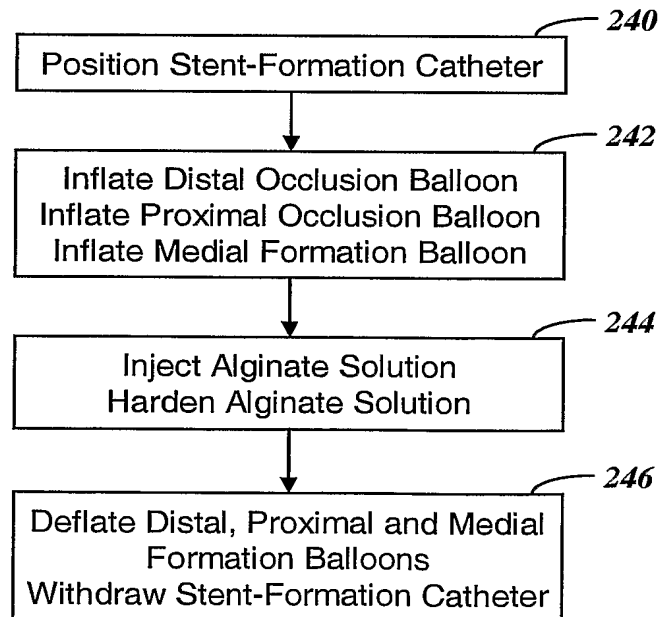 240
Position Stent-Formation Catheter
242
Inflate Distal Occlusion Balloon
Inflate Proximal Occlusion Balloon
Inflate Medial Formation Balloon
244
Inject Alginate Solution
Harden Alginate Solution
246
Deflate Distal, Proximal and Medial
Formation Balloons
Withdraw Stent-Formation Catheter